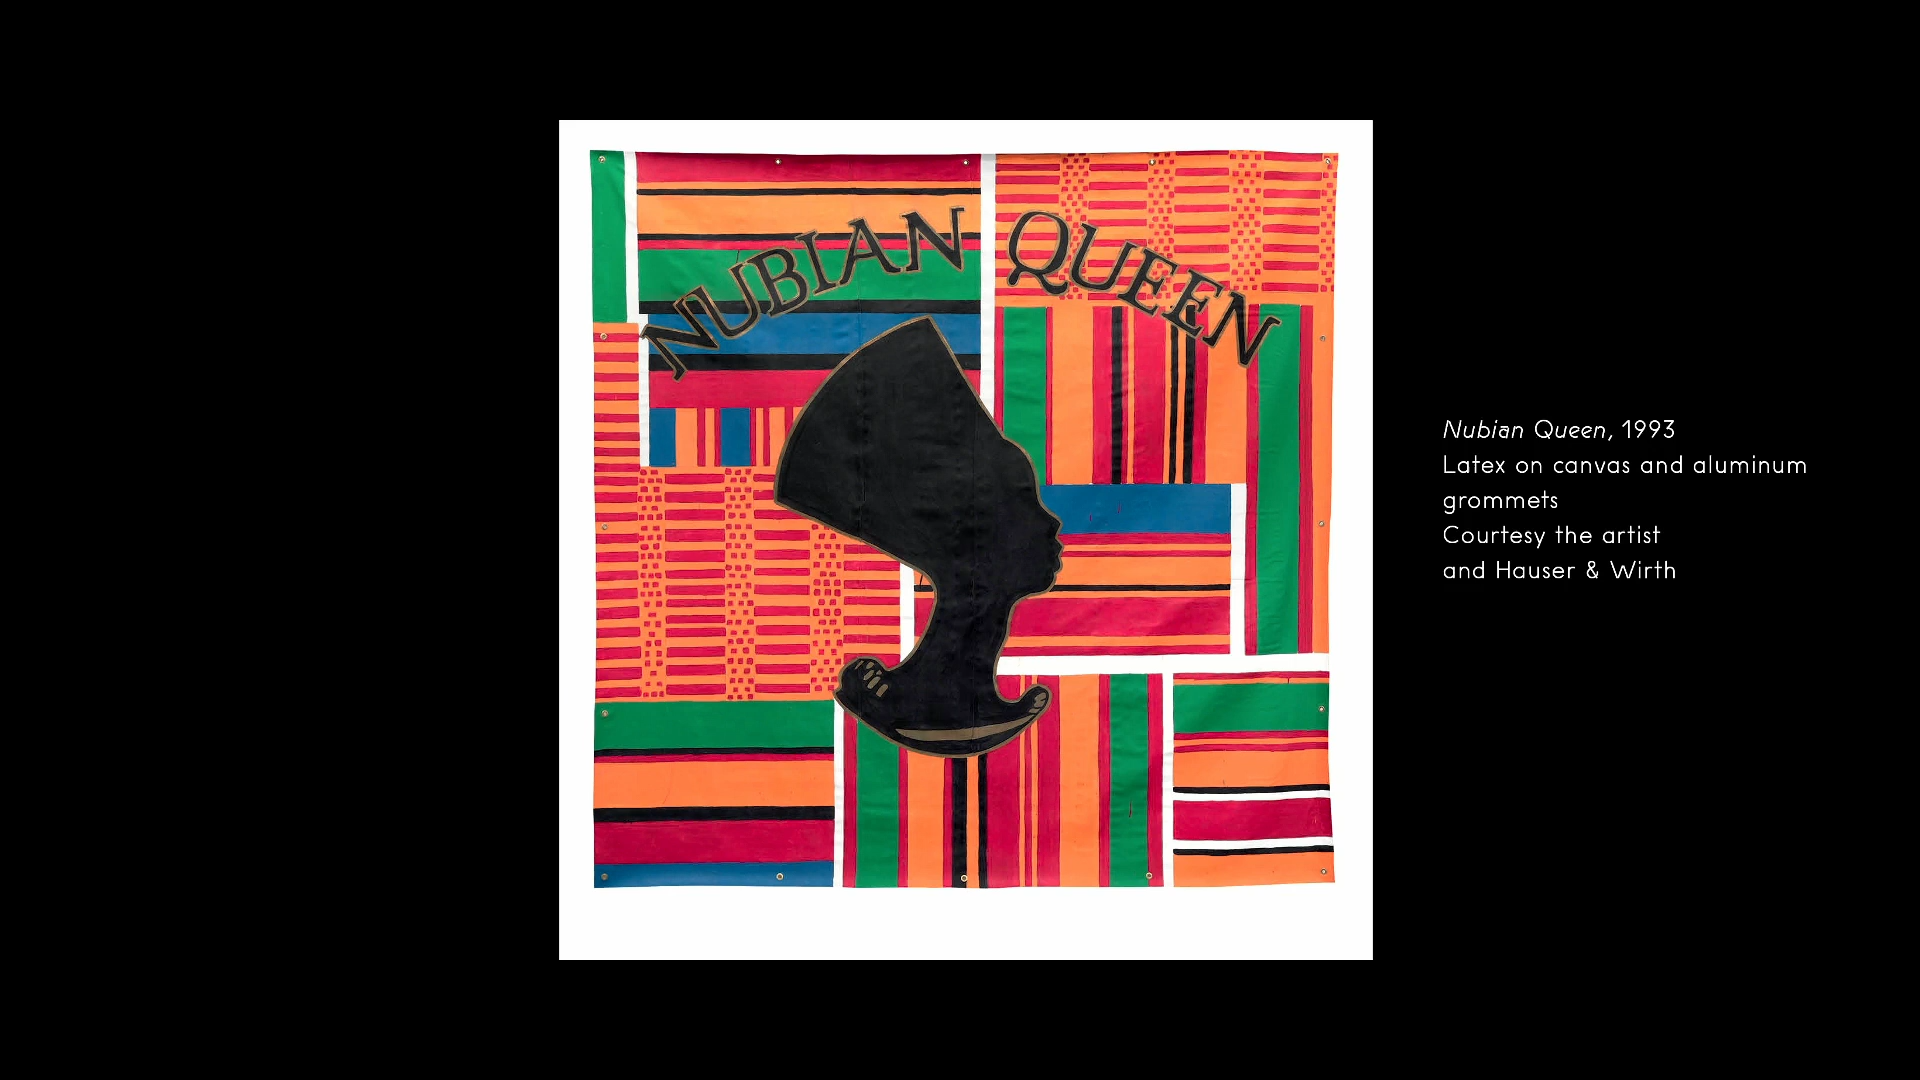 NUBIAN QUEEN
Nubian Queen, 1993
Latex on canvas and aluminum
grommets
Courtesy the artist
and Hauser & Wirth